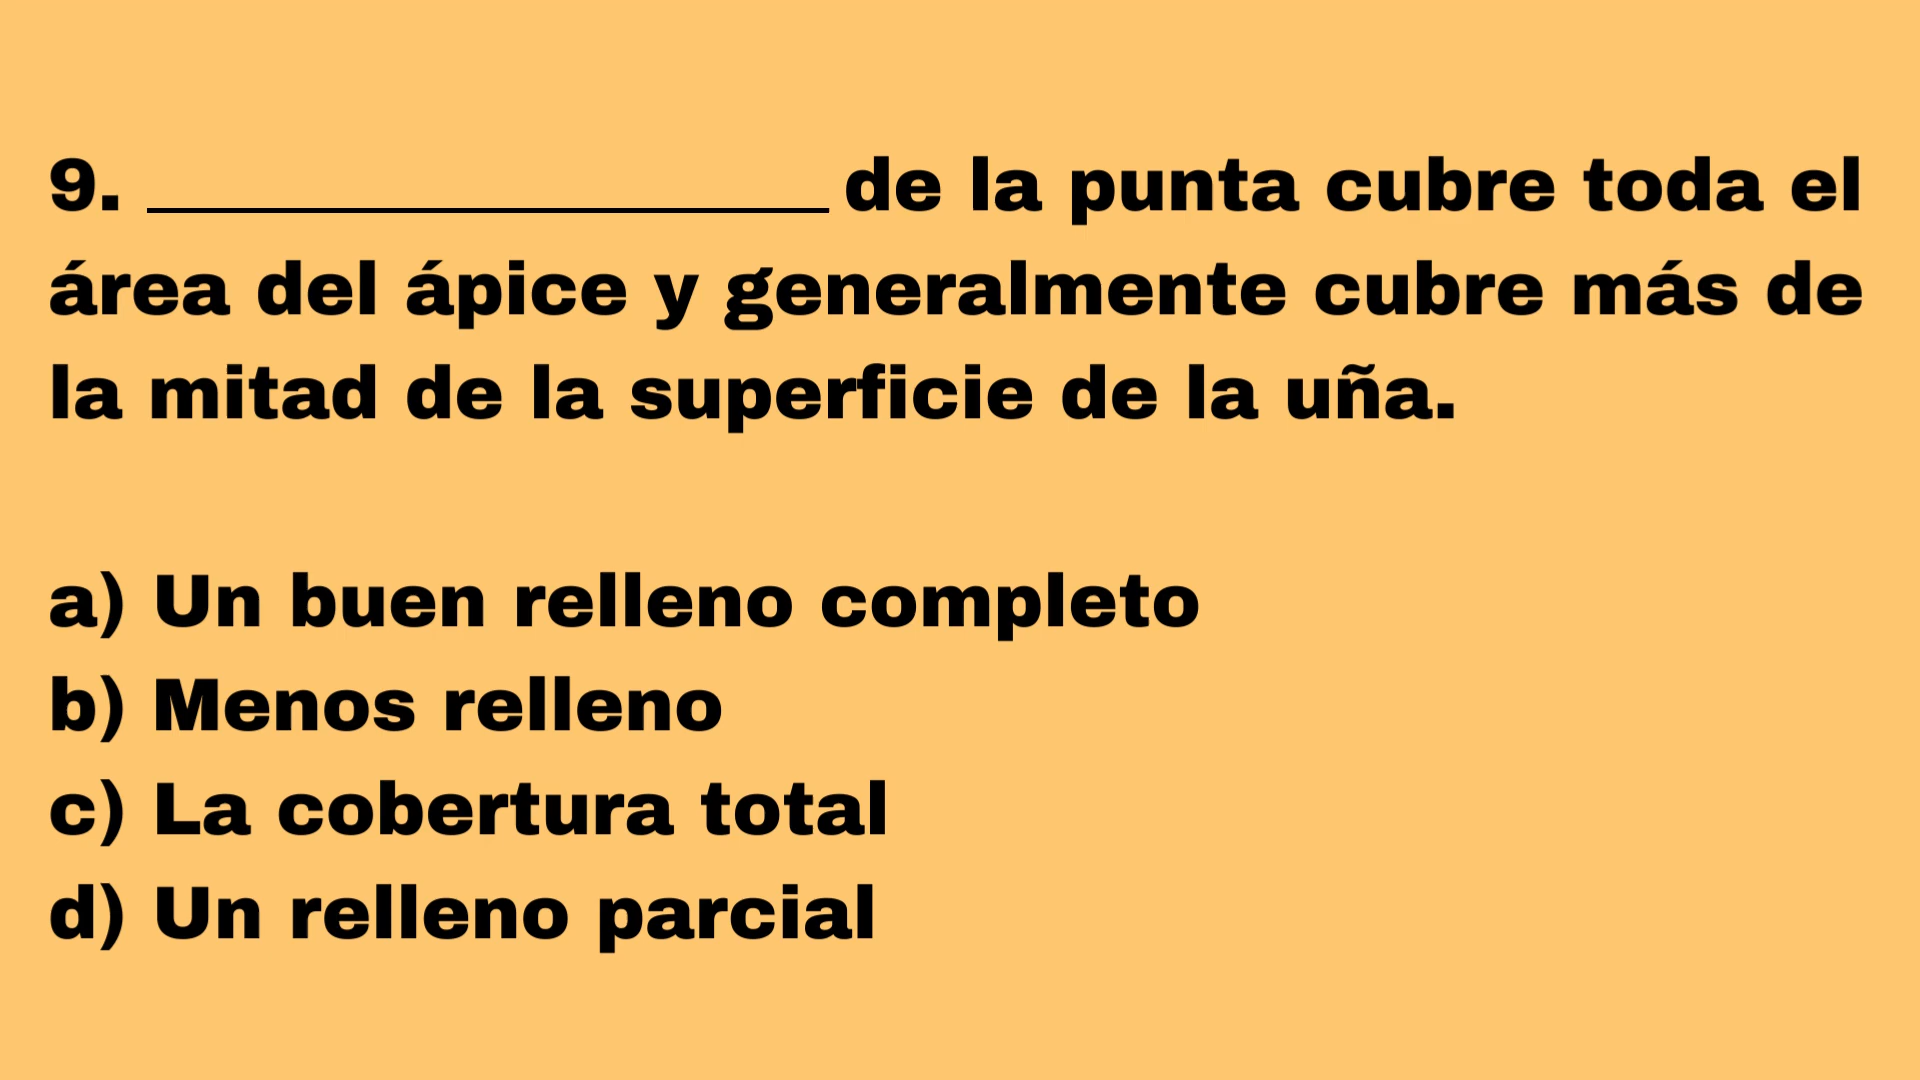 9. ____________________ de la punta cubre toda el
área del ápice y generalmente cubre más de
la mitad de la superficie de la uña.
a) Un buen relleno completo
b) Menos relleno
c) La cobertura total
d) Un relleno parcial